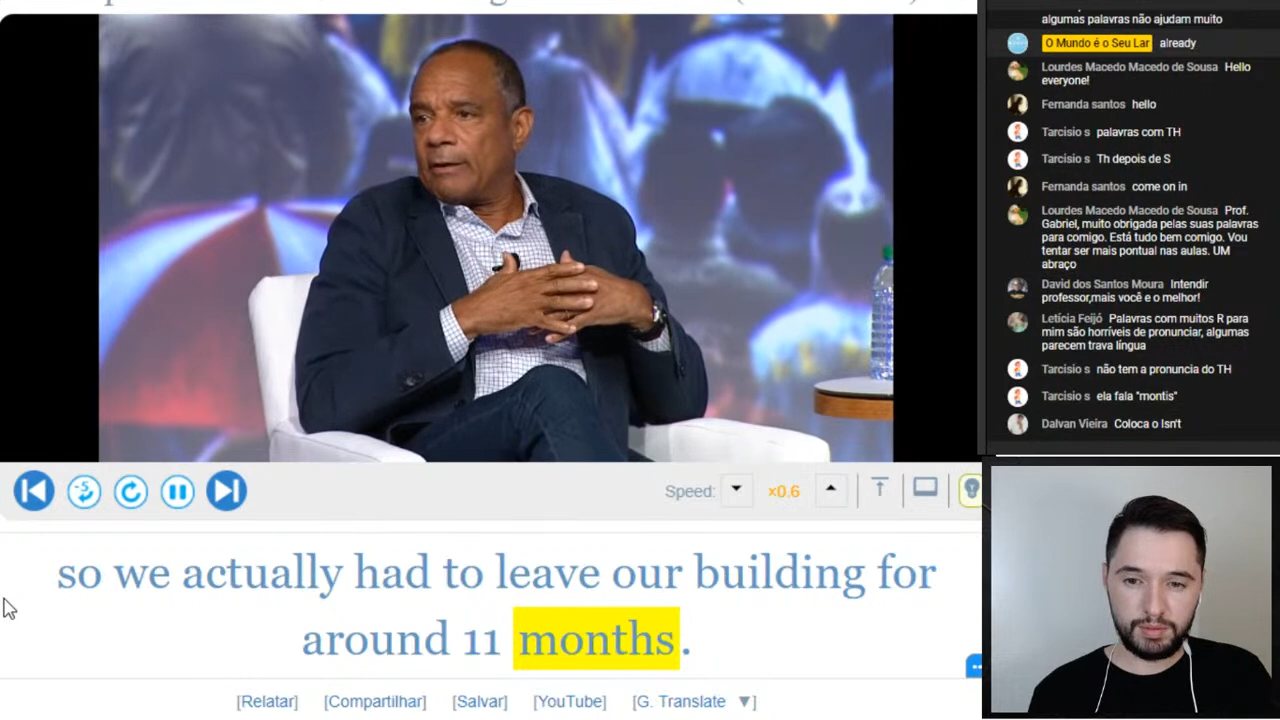 algumas palavras não ajudam muito
O Mundo é o Seu Lar already
Lourdes Macedo Macedo de Sousa Hello
everyone!
Fernanda santos hello
Tarcisio s palavras com TH
Tarcisio s Th depois de S
Fernanda santos come on in
Lourdes Macedo Macedo de Sousa Prof.
Gabriel, muito obrigada pelas suas palavras
para comigo. Está tudo bem comigo. Vou
tentar ser mais pontual nas aulas. UM
abraço
David dos Santos Moura Intendir
professor,mais você e o melhor!
Letícia Feijó Palavras com muitos R para
mim são horríveis de pronunciar, algumas
parecem trava língua
Tarcisio s não tem a pronuncia do TH
Tarcisio s ela fala "montis"
Dalvan Vieira Coloca o Isn't
-5
Speed: x0.6
so we actually had to leave our building for
around 11 months.
[Relatar] [Compartilhar] [Salvar] [YouTube] [G. Translate ▼]